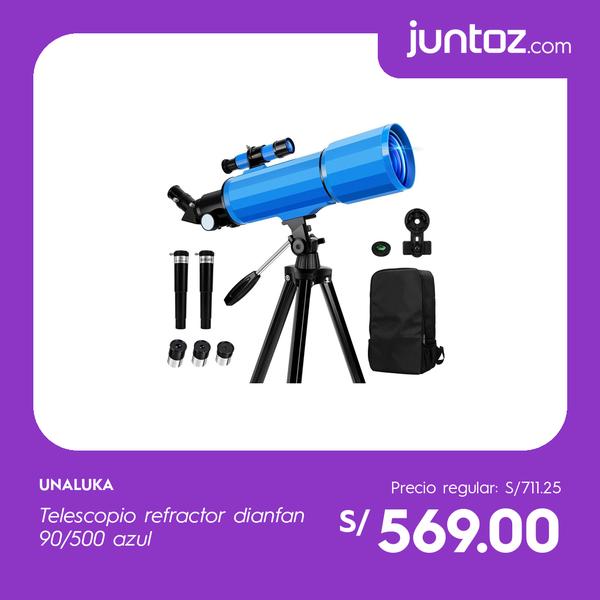 juntoz.com
UNALUKA
Telescopio refractor dianfan
90/500 azul
Precio regular: S/711.25
S/ 569.00